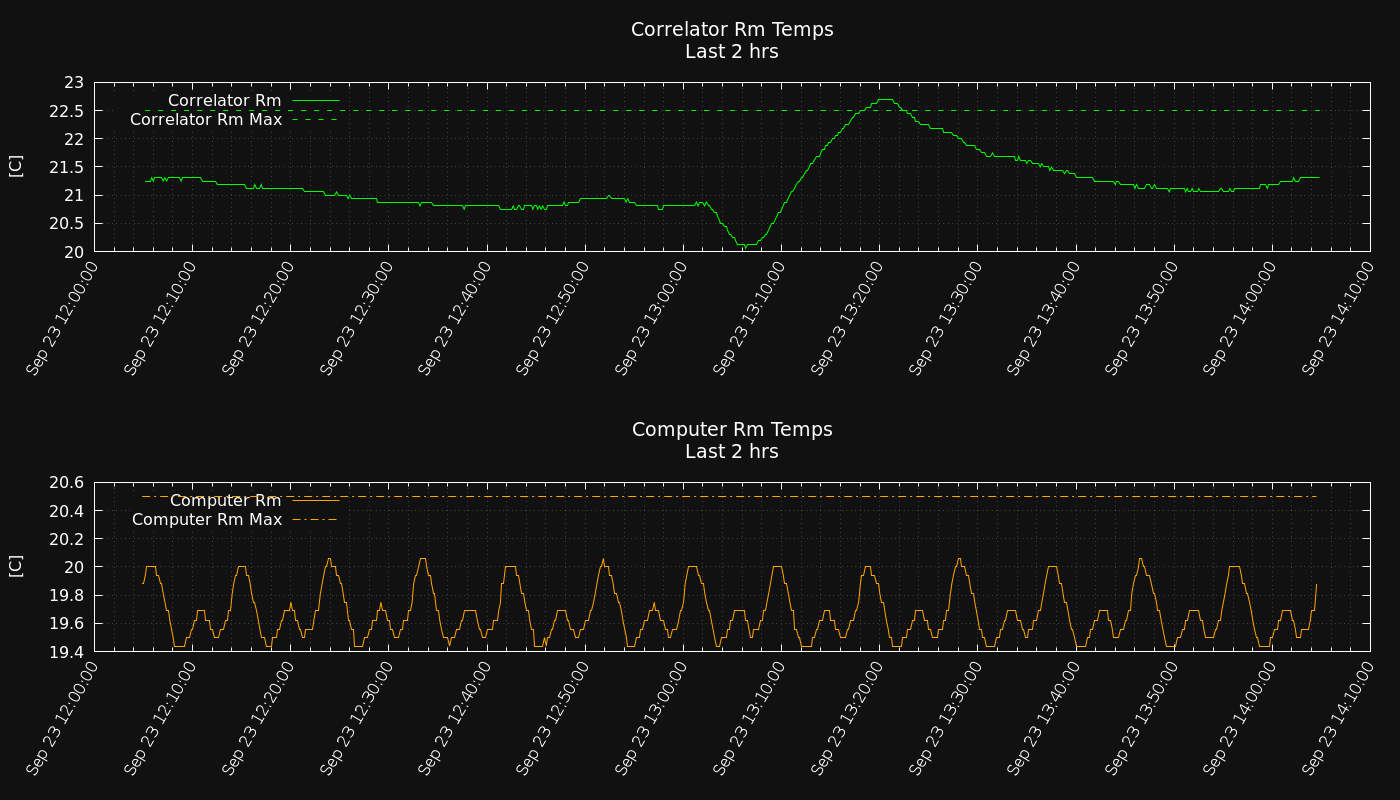 Correlator Rm Temps
Last 2 hrs
23
22.5
22
21.5
21
20.5
20
[C]
Correlator Rm
Correlator Rm Max
Sep 23 12:00:00
Sep 23 12:10:00
Sep 23 12:20:00
Sep 23 12:30:00
Sep 23 12:40:00
Sep 23 12:50:00
Sep 23 13:00:00
Sep 23 13:10:00
Sep 23 13:20:00
Sep 23 13:30:00
Sep 23 13:40:00
Sep 23 13:50:00
Sep 23 14:00:00
Sep 23 14:10:00
Computer Rm Temps
Last 2 hrs
20.6
20.4
20.2
20
19.8
19.6
19.4
[C]
Computer Rm
Computer Rm Max
Sep 23 12:00:00
Sep 23 12:10:00
Sep 23 12:20:00
Sep 23 12:30:00
Sep 23 12:40:00
Sep 23 12:50:00
Sep 23 13:00:00
Sep 23 13:10:00
Sep 23 13:20:00
Sep 23 13:30:00
Sep 23 13:40:00
Sep 23 13:50:00
Sep 23 14:00:00
Sep 23 14:10:00